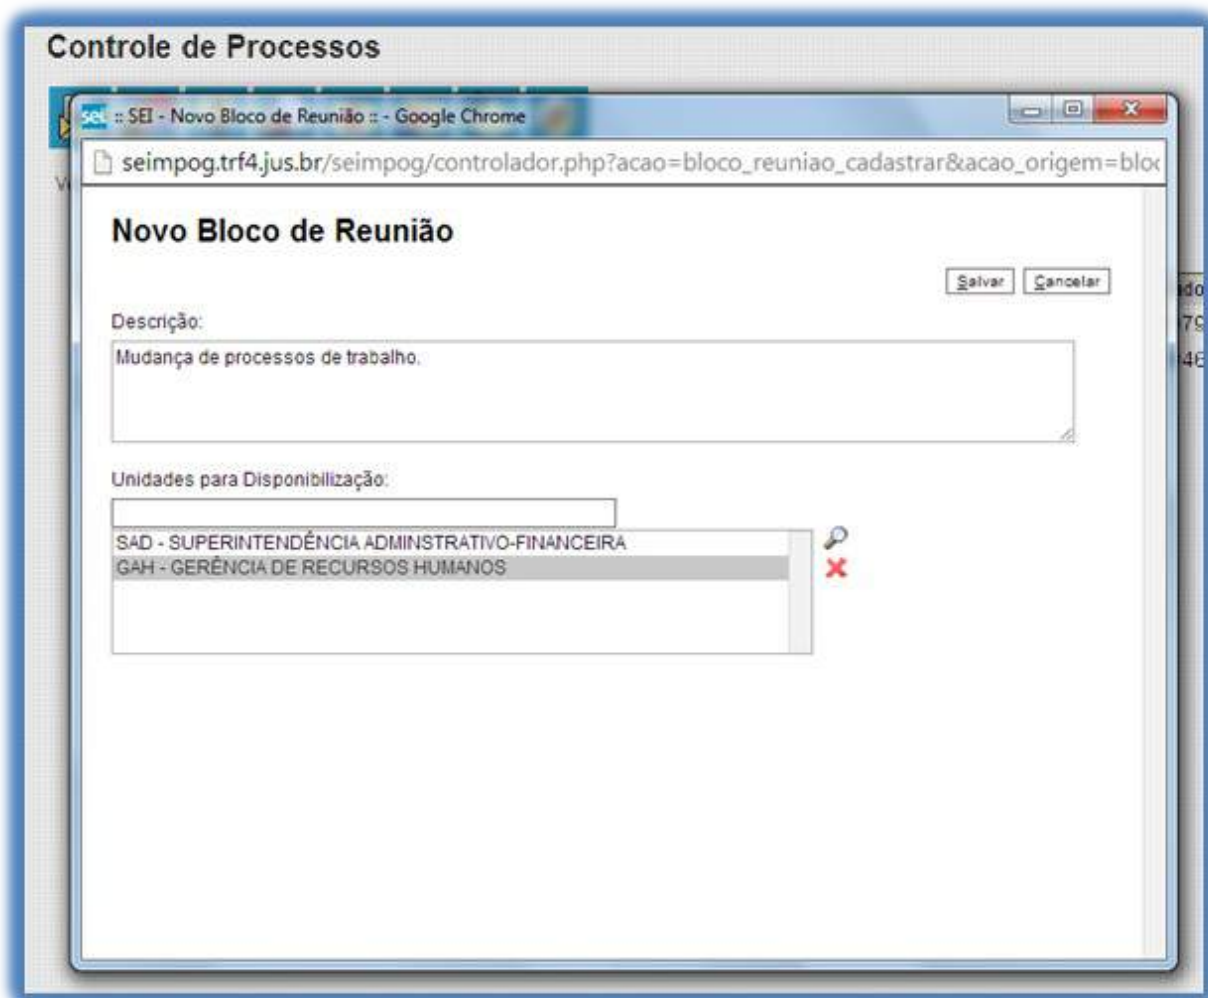 Controle de Processos
sei :: SEI - Novo Bloco de Reunião :: - Google Chrome
seimpog.trf4.jus.br/seimpog/controlador.php?acao=bloco_reuniao_cadastrar&acao_origem=bloc
Novo Bloco de Reunião
Salvar Cancelar
Descrição:
Mudança de processos de trabalho.
Unidades para Disponibilização:
SAD - SUPERINTENDÊNCIA ADMINSTRATIVO-FINANCEIRA
GAH - GERÊNCIA DE RECURSOS HUMANOS